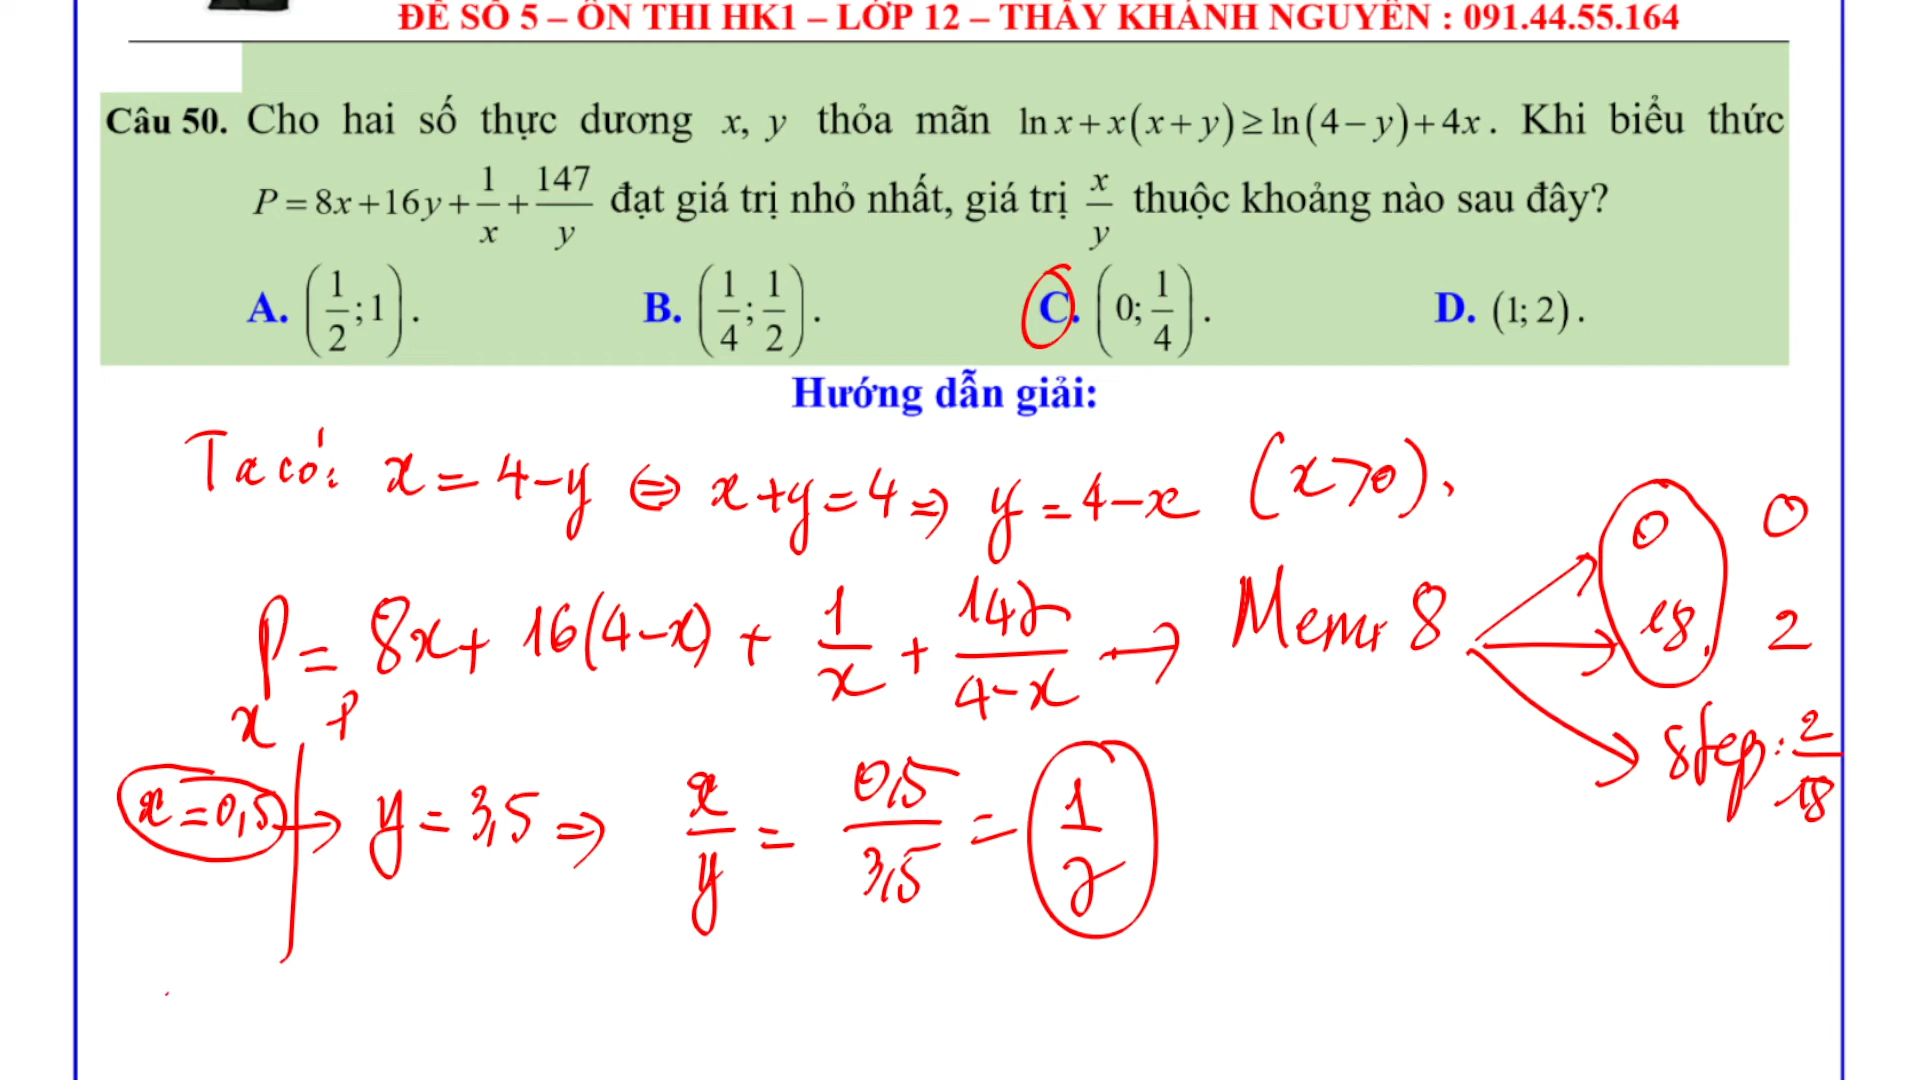 ĐỀ SỐ 5 – ÔN THI HK1 – LỚP 12 – THẦY KHÁNH NGUYÊN : 091.44.55.164
Câu 50. Cho hai số thực dương x, y thỏa mãn ln x + x(x + y) ≥ ln(4 − y) + 4x. Khi biểu thức
P = 8x + 16y + 1/x + 147/y đạt giá trị nhỏ nhất, giá trị x/y thuộc khoảng nào sau đây?
A. (1/2; 1). B. (1/4; 1/2). C. (0; 1/4). D. (1; 2).
Hướng dẫn giải:
Ta có: x = 4 − y ⇔ x + y = 4 ⇒ y = 4 − x (x > 0).
P = 8x + 16(4 − x) + 1/x + 147/(4 − x) → Menu 8
0 0
18 2
step: 2/18
x P
x = 0,5 → y = 3,5 ⇒ x/y = 0,5/3,5 = 1/7